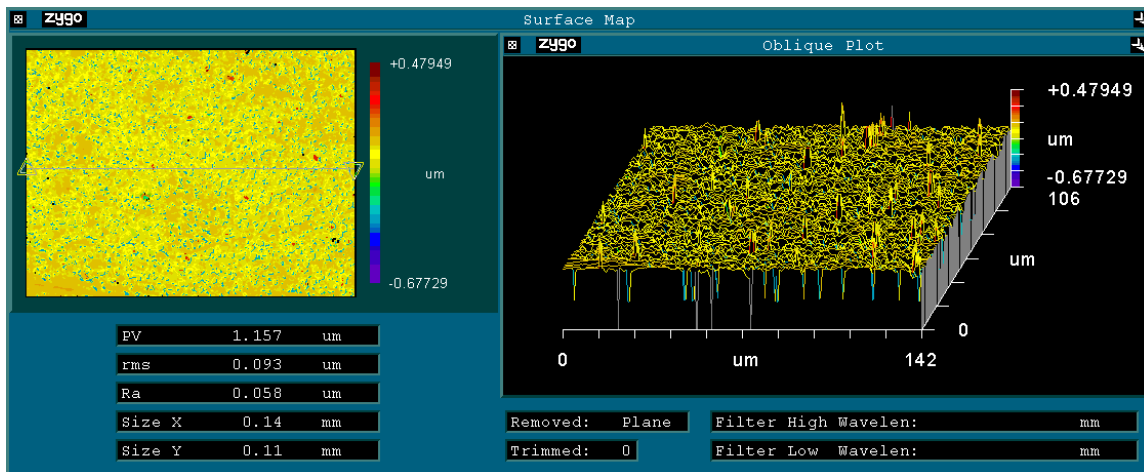 zygo Surface Map
+0.47949
um
-0.67729
PV 1.157 um
rms 0.093 um
Ra 0.058 um
Size X 0.14 mm
Size Y 0.11 mm
zygo Oblique Plot
+0.47949
um
-0.67729
106
um
0
0 um 142
Removed: Plane
Trimmed: 0
Filter High Wavelen: mm
Filter Low Wavelen: mm